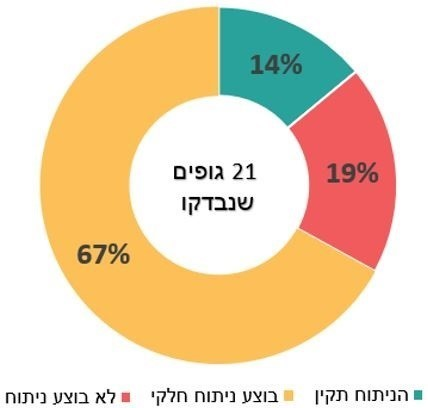 14%
19%
21 גופים
שנבדקו
67%
הניתוח תקין
בוצע ניתוח חלקי
לא בוצע ניתוח